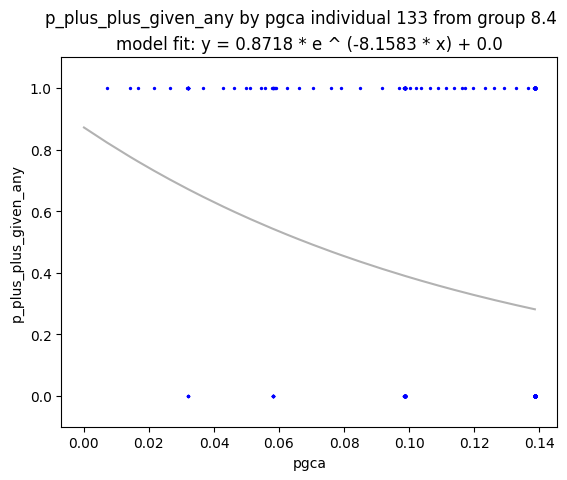 p_plus_plus_given_any by pgca individual 133 from group 8.4
model fit: y = 0.8718 * e ^ (-8.1583 * x) + 0.0
1.0
0.8
0.6
0.4
0.2
0.0
p_plus_plus_given_any
0.00 0.02 0.04 0.06 0.08 0.10 0.12 0.14
pgca